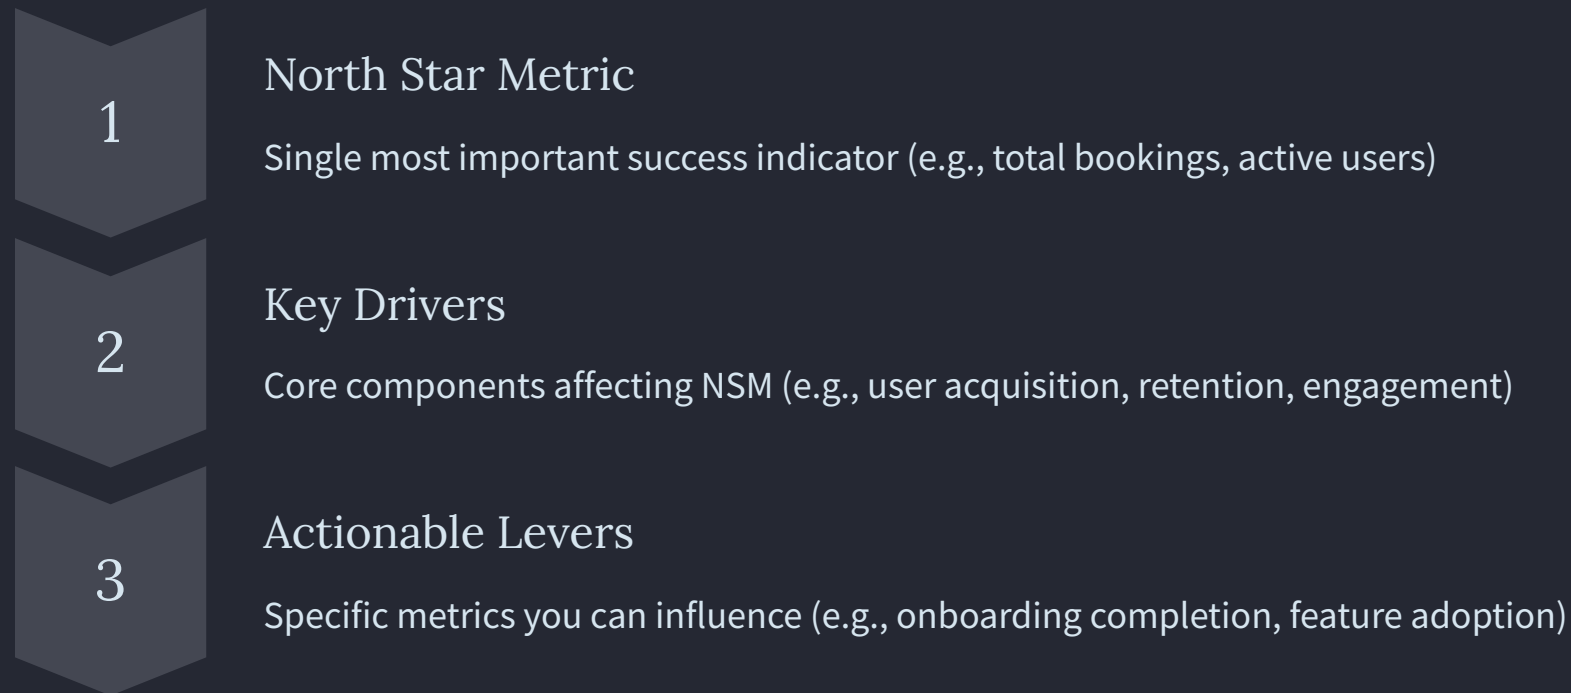 1
North Star Metric
Single most important success indicator (e.g., total bookings, active users)
2
Key Drivers
Core components affecting NSM (e.g., user acquisition, retention, engagement)
3
Actionable Levers
Specific metrics you can influence (e.g., onboarding completion, feature adoption)